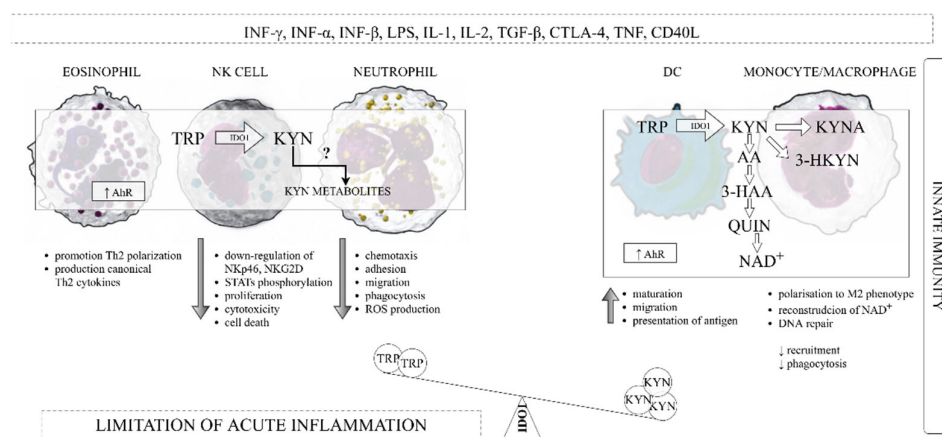 INF-γ, INF-α, INF-β, LPS, IL-1, IL-2, TGF-β, CTLA-4, TNF, CD40L
EOSINOPHIL
NK CELL
NEUTROPHIL
DC
MONOCYTE/MACROPHAGE
TRP
IDO1
KYN
?
KYN METABOLITES
↑ AhR
TRP
IDO1
KYN
KYNA
3-HKYN
AA
3-HAA
QUIN
NAD+
↑ AhR
INNATE IMMUNITY
• promotion Th2 polarization
• production canonical
Th2 cytokines
• down-regulation of
NKp46, NKG2D
• STATs phosphorylation
• proliferation
• cytotoxicity
• cell death
• chemotaxis
• adhesion
• migration
• phagocytosis
• ROS production
• maturation
• migration
• presentation of antigen
• polarisation to M2 phenotype
• reconstrudcion of NAD+
• DNA repair
↓ recruitment
↓ phagocytosis
TRP
TRP
KYN
KYN
KYN
IDO1
LIMITATION OF ACUTE INFLAMMATION